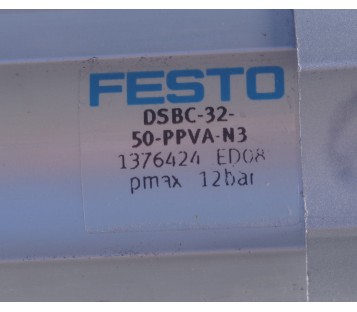 FESTO
DSBC-32-
50-PPVA-N3
1376424 ED08
pmax 12bar